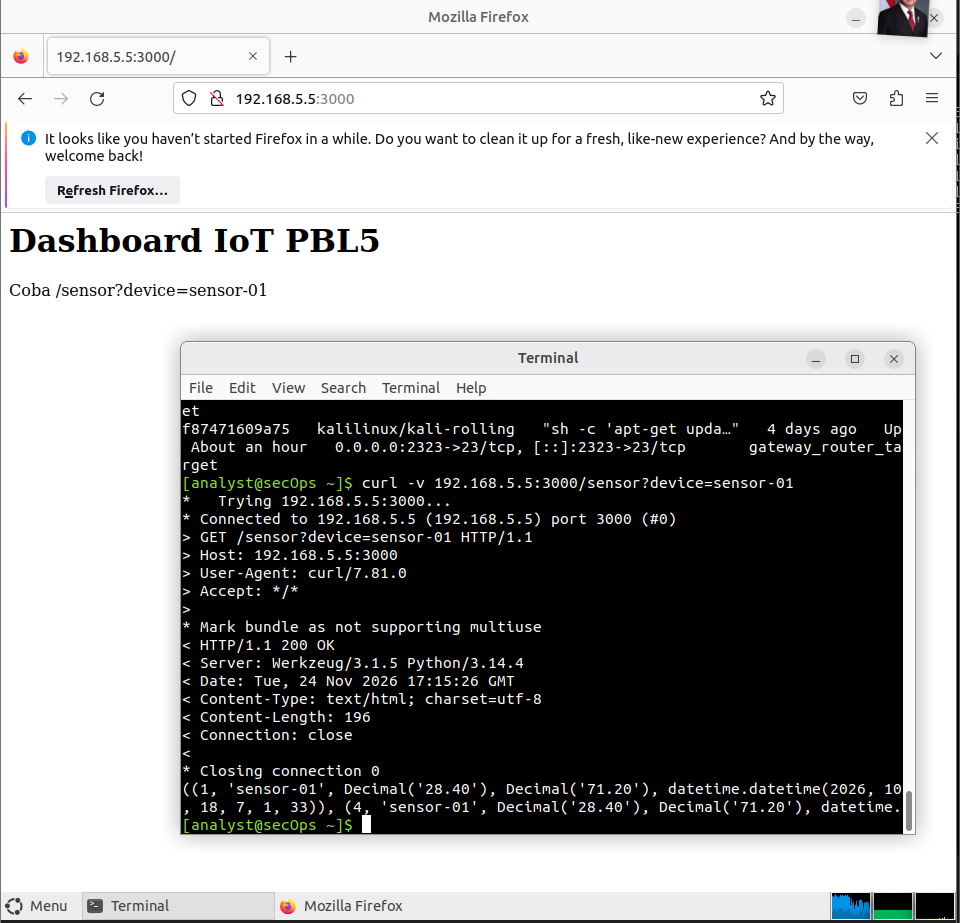 Mozilla Firefox
192.168.5.5:3000/
192.168.5.5:3000
It looks like you haven’t started Firefox in a while. Do you want to clean it up for a fresh, like-new experience? And by the way,
welcome back!
Refresh Firefox…
Dashboard IoT PBL5
Coba /sensor?device=sensor-01
Terminal
File Edit View Search Terminal Help
et
f87471609a75   kalilinux/kali-rolling   "sh -c 'apt-get upda…"   4 days ago   Up
 About an hour   0.0.0.0:2323->23/tcp, [::]:2323->23/tcp       gateway_router_ta
rget
[analyst@secOps ~]$ curl -v 192.168.5.5:3000/sensor?device=sensor-01
*   Trying 192.168.5.5:3000...
* Connected to 192.168.5.5 (192.168.5.5) port 3000 (#0)
> GET /sensor?device=sensor-01 HTTP/1.1
> Host: 192.168.5.5:3000
> User-Agent: curl/7.81.0
> Accept: */*
>
* Mark bundle as not supporting multiuse
< HTTP/1.1 200 OK
< Server: Werkzeug/3.1.5 Python/3.14.4
< Date: Tue, 24 Nov 2026 17:15:26 GMT
< Content-Type: text/html; charset=utf-8
< Content-Length: 196
< Connection: close
<
* Closing connection 0
((1, 'sensor-01', Decimal('28.40'), Decimal('71.20'), datetime.datetime(2026, 10
, 18, 7, 1, 33)), (4, 'sensor-01', Decimal('28.40'), Decimal('71.20'), datetime.
[analyst@secOps ~]$
Menu
Terminal
Mozilla Firefox